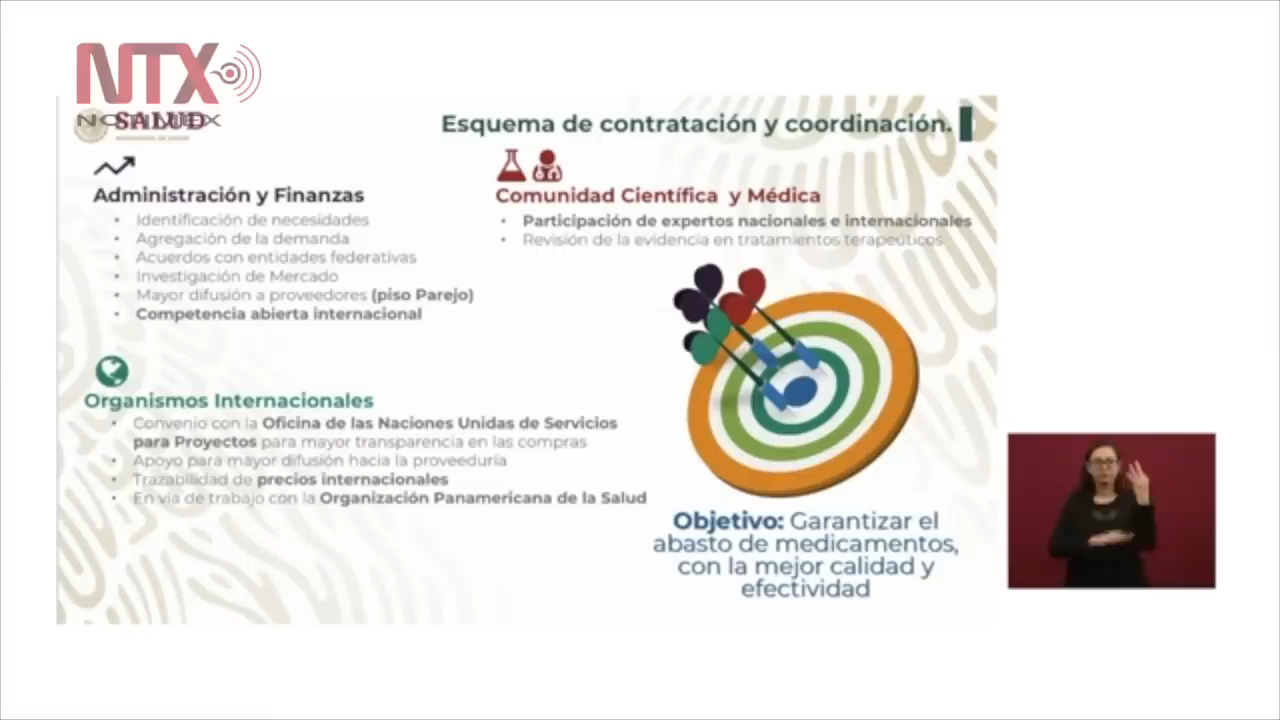 NTX
NOTIMEX
SALUD
Esquema de contratación y coordinación.
Administración y Finanzas
• Identificación de necesidades
• Agregación de la demanda
• Acuerdos con entidades federativas
• Investigación de Mercado
• Mayor difusión a proveedores (piso Parejo)
• Competencia abierta internacional
Comunidad Científica y Médica
• Participación de expertos nacionales e internacionales
• Revisión de la evidencia en tratamientos terapeúticos
Organismos Internacionales
• Convenio con la Oficina de las Naciones Unidas de Servicios
para Proyectos para mayor transparencia en las compras
• Apoyo para mayor difusión hacia la proveeduría
• Trazabilidad de precios internacionales
• En vía de trabajo con la Organización Panamericana de la Salud
Objetivo: Garantizar el
abasto de medicamentos,
con la mejor calidad y
efectividad